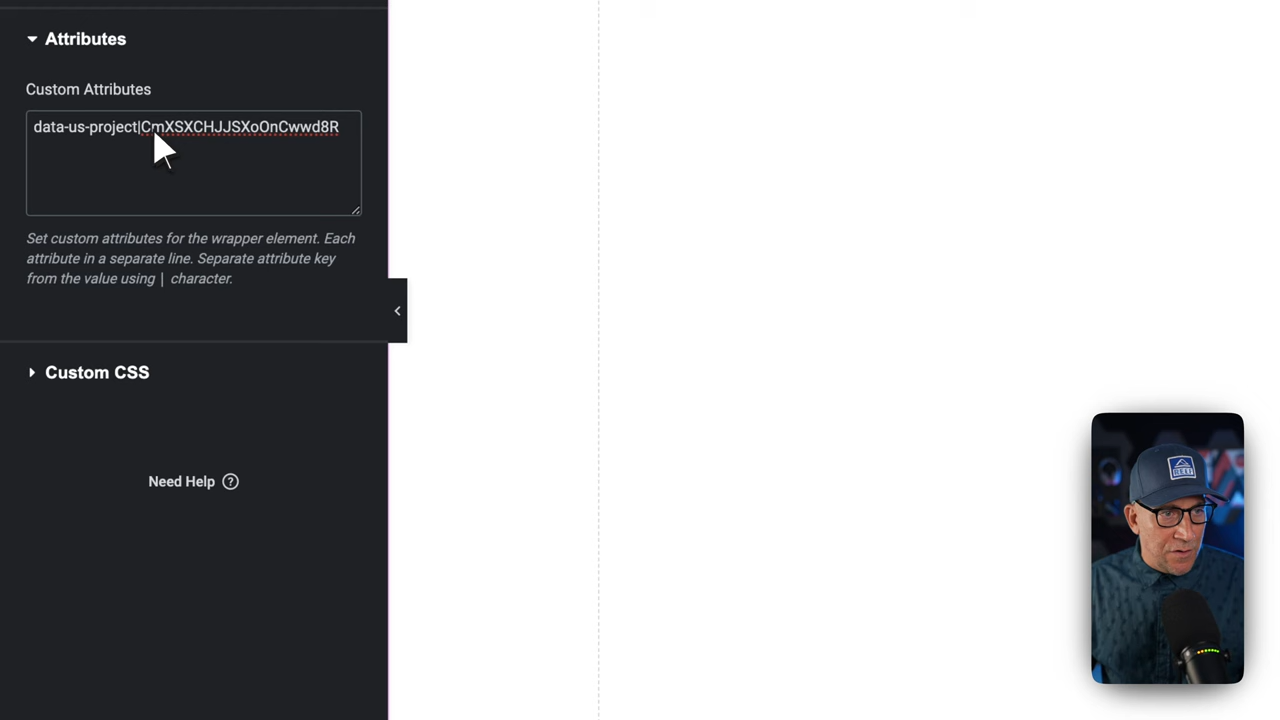 Attributes
Custom Attributes
data-us-project|CmXSXCHJJSXoOnCwwd8R
Set custom attributes for the wrapper element. Each
attribute in a separate line. Separate attribute key
from the value using | character.
Custom CSS
Need Help ?
REEF